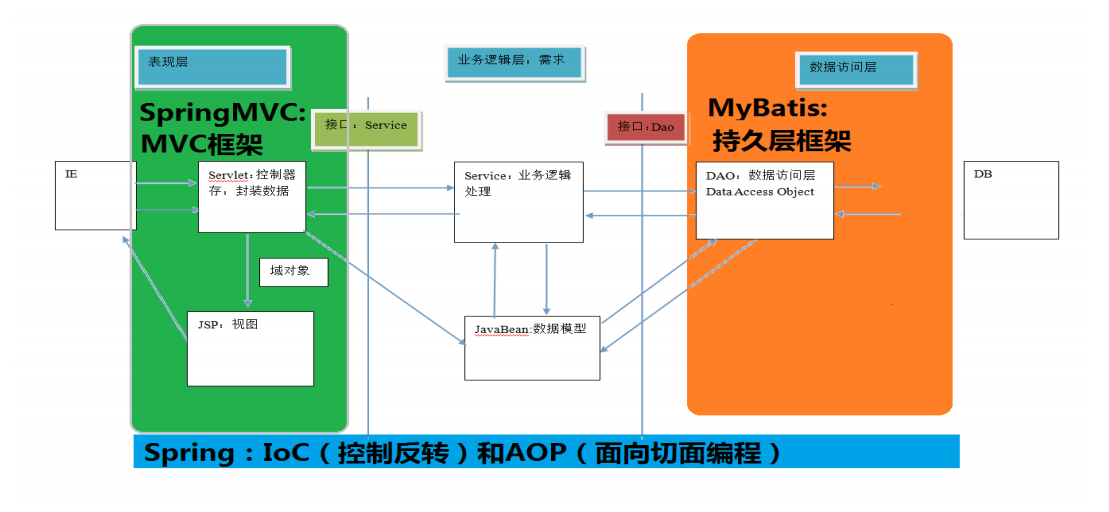 表现层
业务逻辑层：需求
数据访问层
SpringMVC:
MVC框架
接口：Service
接口：Dao
MyBatis:
持久层框架
IE
Servlet：控制器
存：封装数据
Service：业务逻辑
处理
DAO：数据访问层
Data Access Object
DB
域对象
JSP：视图
JavaBean:数据模型
Spring：IoC（控制反转）和AOP（面向切面编程）